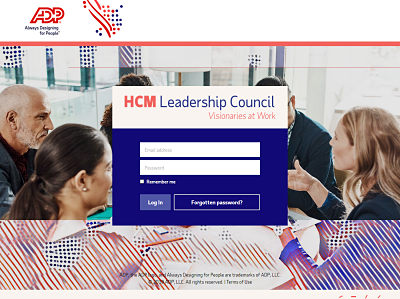 ADP
Always Designing
for People®
HCM Leadership Council
Visionaries at Work
Email address
Password
Remember me
Log In
Forgotten password?
ADP, the ADP logo, and Always Designing for People are trademarks of ADP, LLC.
ADP, LLC. All rights reserved. | Terms of Use